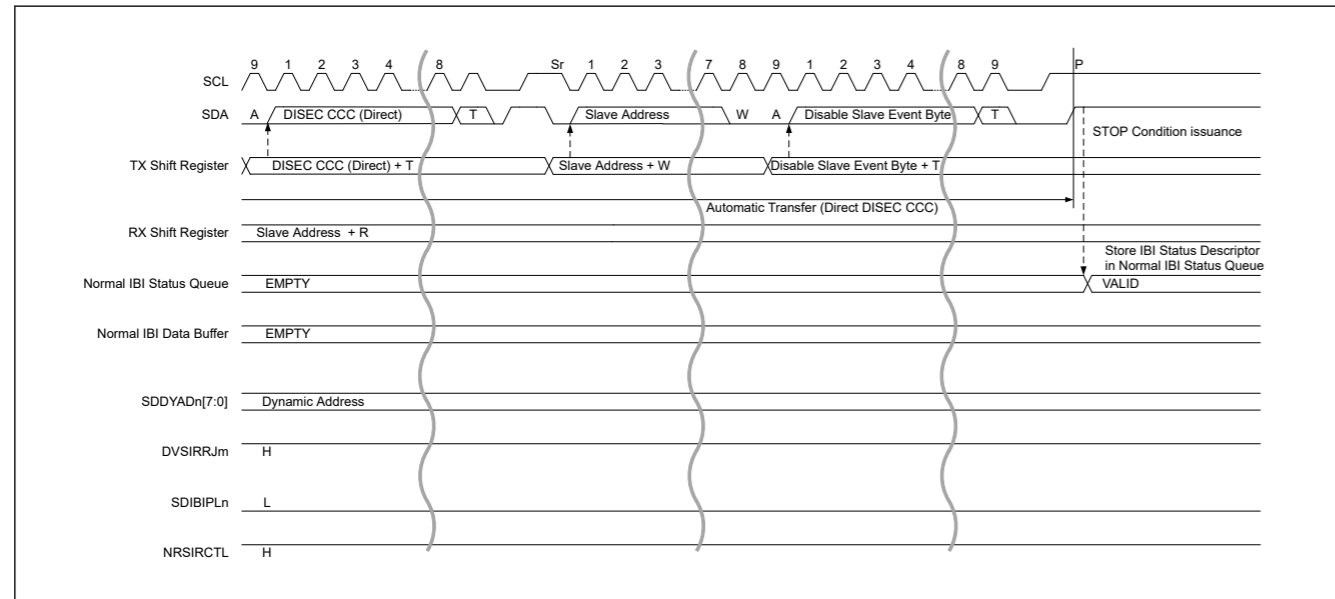 9 1 2 3 4 8 Sr 1 2 3 7 8 9 1 2 3 4 8 9 P
SCL
SDA A DISEC CCC (Direct) T Slave Address W A Disable Slave Event Byte T
STOP Condition issuance
TX Shift Register DISEC CCC (Direct) + T Slave Address + W Disable Slave Event Byte + T
Automatic Transfer (Direct DISEC CCC)
RX Shift Register Slave Address + R
Store IBI Status Descriptor
in Normal IBI Status Queue
Normal IBI Status Queue EMPTY VALID
Normal IBI Data Buffer EMPTY
SDDYADn[7:0] Dynamic Address
DVSIRRJm H
SDIBIPLn L
NRSIRCTL H